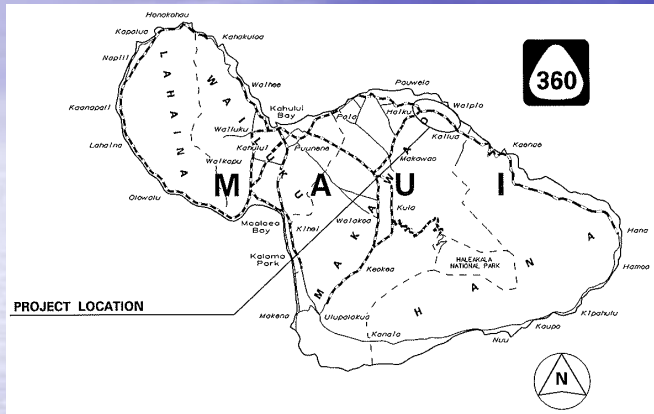 Honokohau
Kapalua
Kahakuloa
Napili
LAHAINA
WAILUKU
Waihee
Kaanapali
Kahului
Bay
Pauwela
360
Wailuku
Paia
Haiku
Kailua
Keanae
Lahaina
Kahului
Puunene
Waikapu
Makawao
MAUI
Olowalu
Kula
Maalaea
Bay
Kihei
Waiakoa
MAKAWAO
Hana
Kalama
Park
HALEAKALA
NATIONAL PARK
Hamoa
Keokea
HANA
PROJECT LOCATION
Makena
Ulupalakua
Kipahulu
Kanaio
Kaupo
Nuu
N